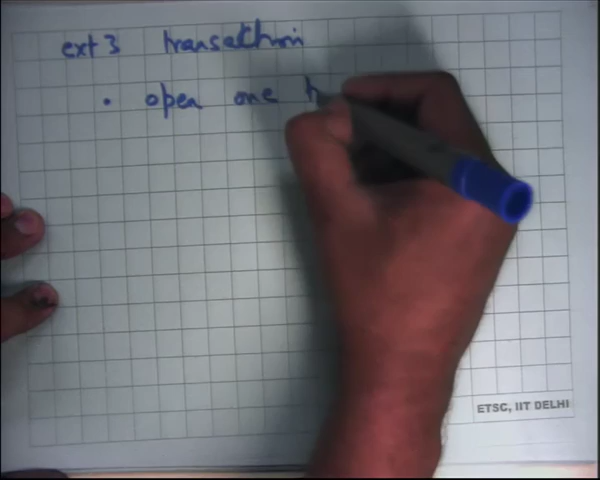 ext3 transaction
• open one
ETSC, IIT DELHI